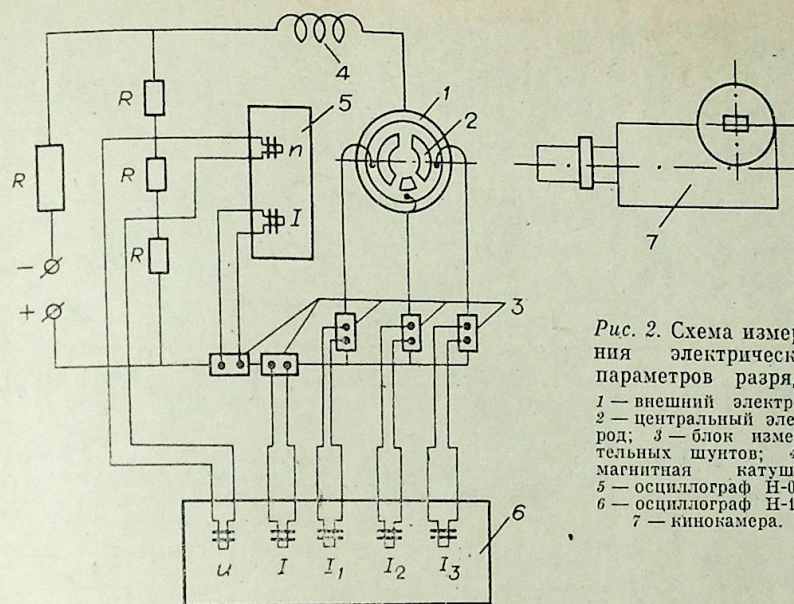 4
R
5
1
2
n
R
R
I
R
7
−
+
3
6
u I I₁ I₂ I₃
Рис. 2. Схема измер
ния электрическ
параметров разря
1 — внешний электр
2 — центральный эле
род; 3 — блок изме
тельных шунтов; 4
магнитная катуш
5 — осциллограф Н-0
6 — осциллограф Н-1
7 — кинокамера.